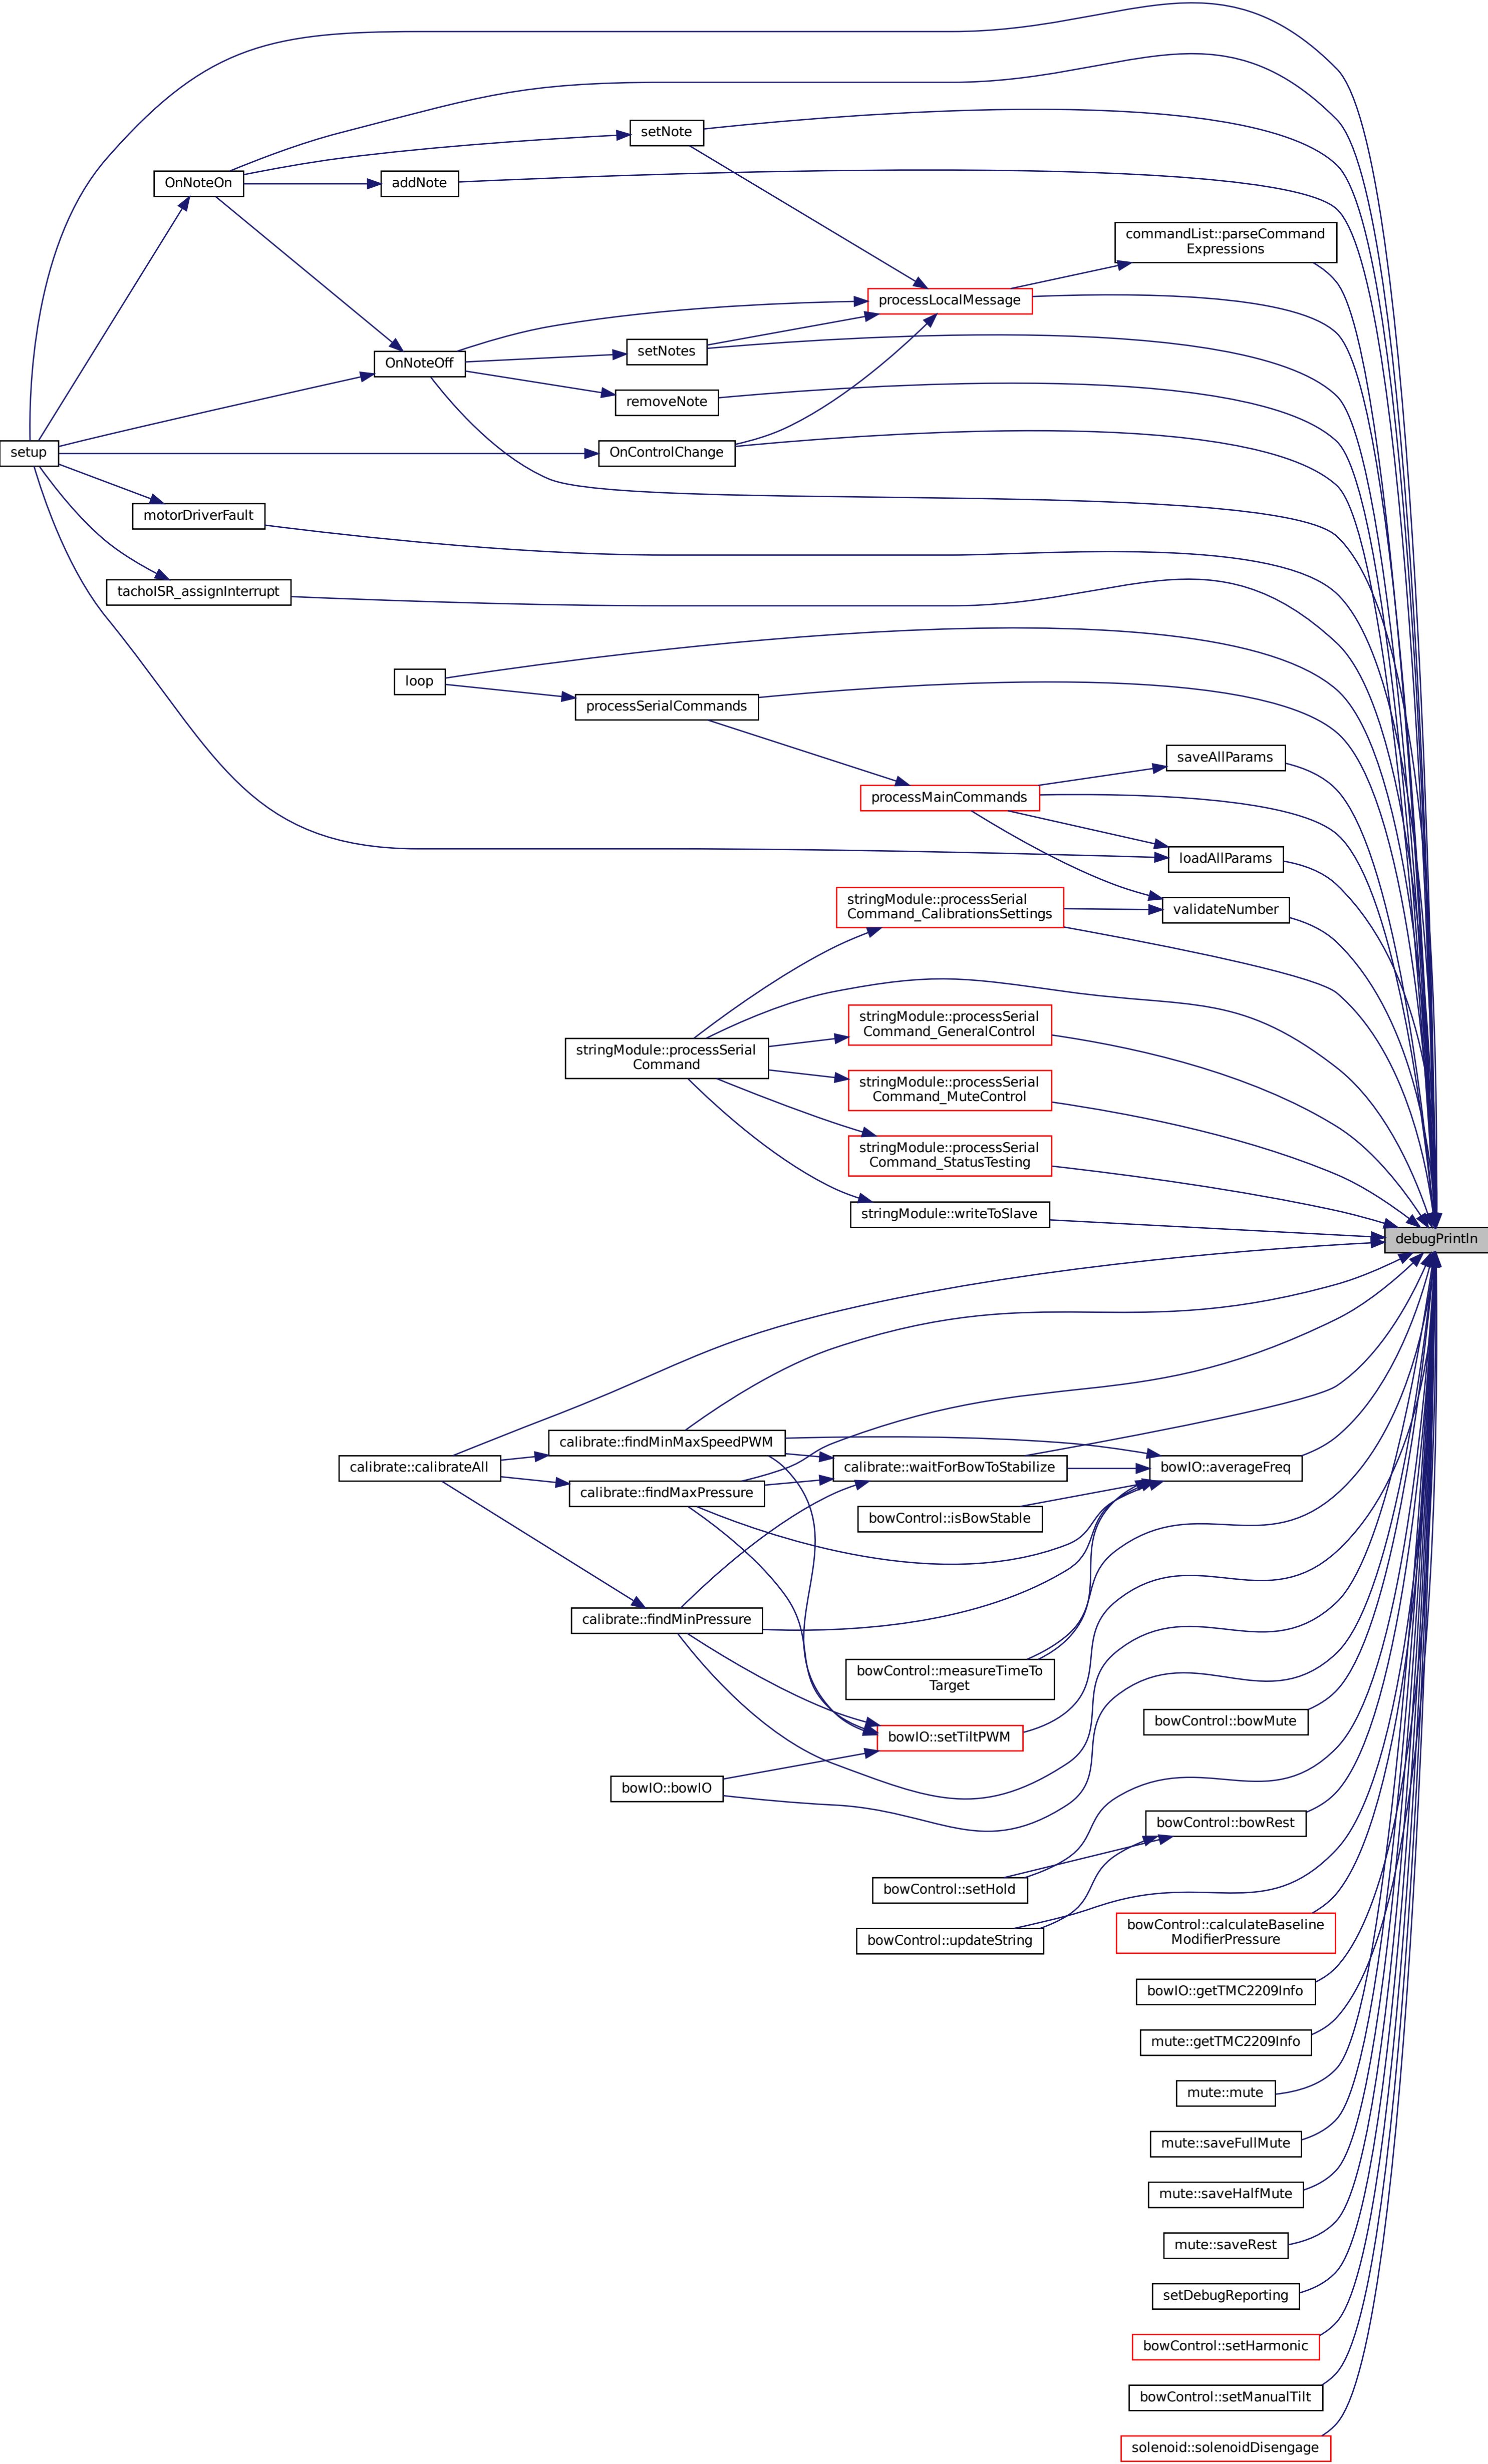 setNote
OnNoteOn
addNote
commandList::parseCommand
Expressions
processLocalMessage
setNotes
OnNoteOff
removeNote
setup
OnControlChange
motorDriverFault
tachoISR_assignInterrupt
loop
processSerialCommands
saveAllParams
processMainCommands
loadAllParams
stringModule::processSerial
Command_CalibrationsSettings
validateNumber
stringModule::processSerial
Command_GeneralControl
stringModule::processSerial
Command
stringModule::processSerial
Command_MuteControl
stringModule::processSerial
Command_StatusTesting
stringModule::writeToSlave
debugPrintln
calibrate::findMinMaxSpeedPWM
calibrate::calibrateAll
calibrate::waitForBowToStabilize
bowIO::averageFreq
calibrate::findMaxPressure
bowControl::isBowStable
calibrate::findMinPressure
bowControl::measureTimeTo
Target
bowControl::bowMute
bowIO::setTiltPWM
bowIO::bowIO
bowControl::bowRest
bowControl::setHold
bowControl::calculateBaseline
ModifierPressure
bowControl::updateString
bowIO::getTMC2209Info
mute::getTMC2209Info
mute::mute
mute::saveFullMute
mute::saveHalfMute
mute::saveRest
setDebugReporting
bowControl::setHarmonic
bowControl::setManualTilt
solenoid::solenoidDisengage